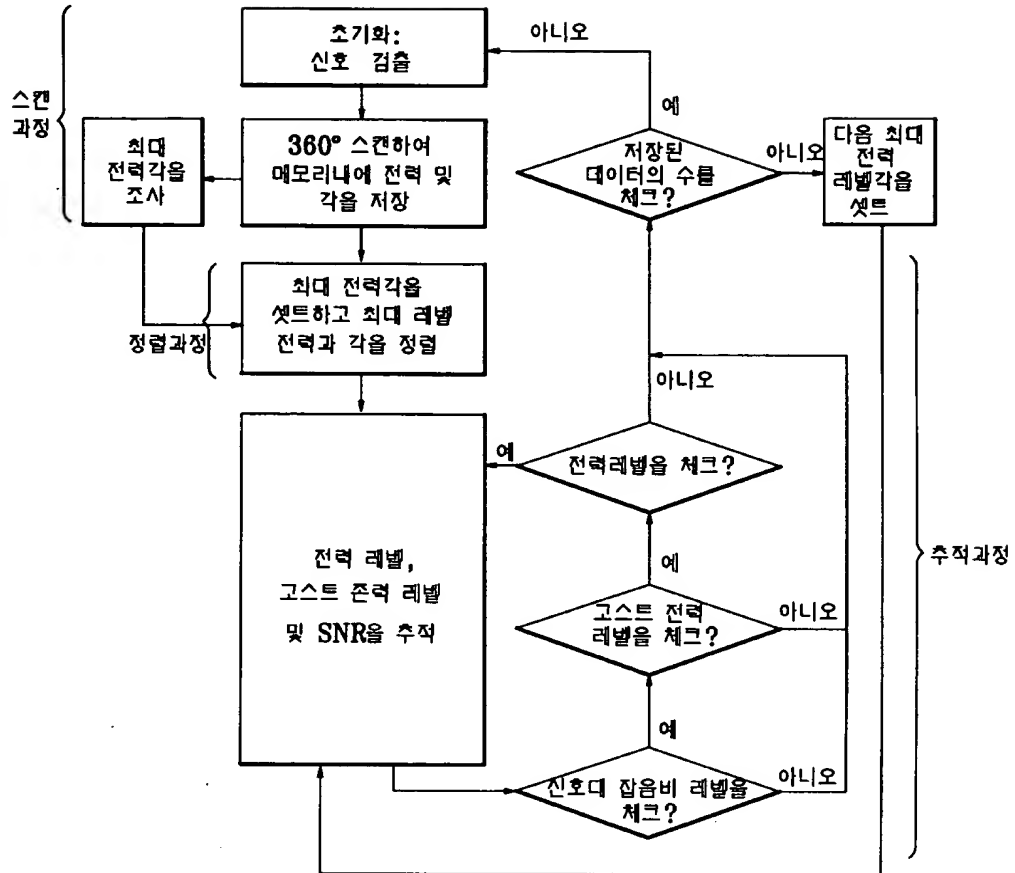 초기화:
신호 검출
아니오
스캔
과정
예
최대
전력각을
조사
360° 스캔하여
메모리내에 전력 및
각을 저장
저장된
데이터의 수를
체크?
아니오
다음 최대
전력
레벨각을
셋트
최대 전력각을
셋트하고 최대 레벨
전력과 각을 정렬
정렬과정
아니오
예
전력레벨을 체크?
전력 레벨,
고스트 존력 레벨
및 SNR을 추적
예
고스트 전력
레벨을 체크?
아니오
추적과정
예
신호대 잡음비 레벨을
체크?
아니오